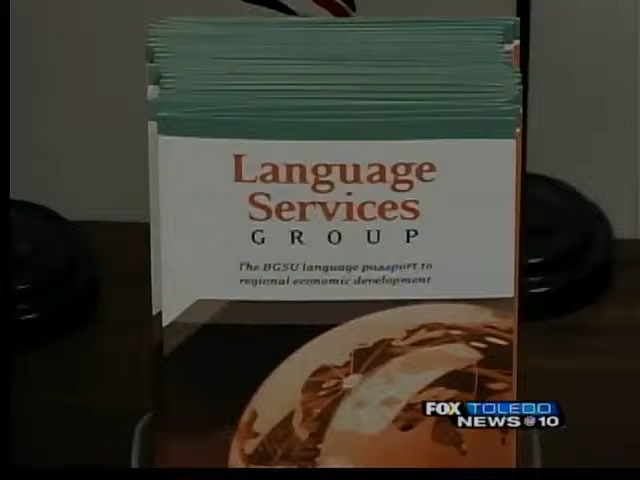 Language
Services
GROUP
The BGSU language passport to
regional economic development
FOX TOLEDO
NEWS @ 10